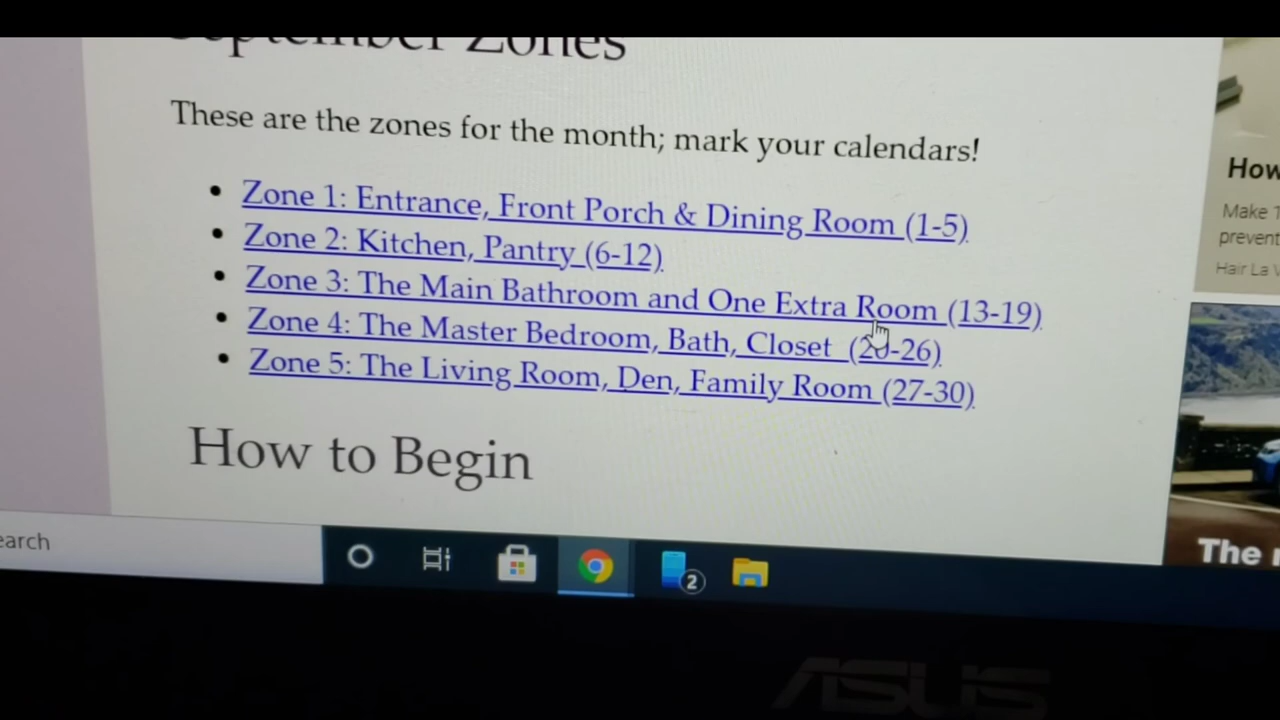 September Zones
These are the zones for the month; mark your calendars!
Zone 1: Entrance, Front Porch & Dining Room (1-5)
Zone 2: Kitchen, Pantry (6-12)
Zone 3: The Main Bathroom and One Extra Room (13-19)
Zone 4: The Master Bedroom, Bath, Closet (20-26)
Zone 5: The Living Room, Den, Family Room (27-30)
How to Begin
How
Make
prevent
Hair La
The
earch
2
ASUS